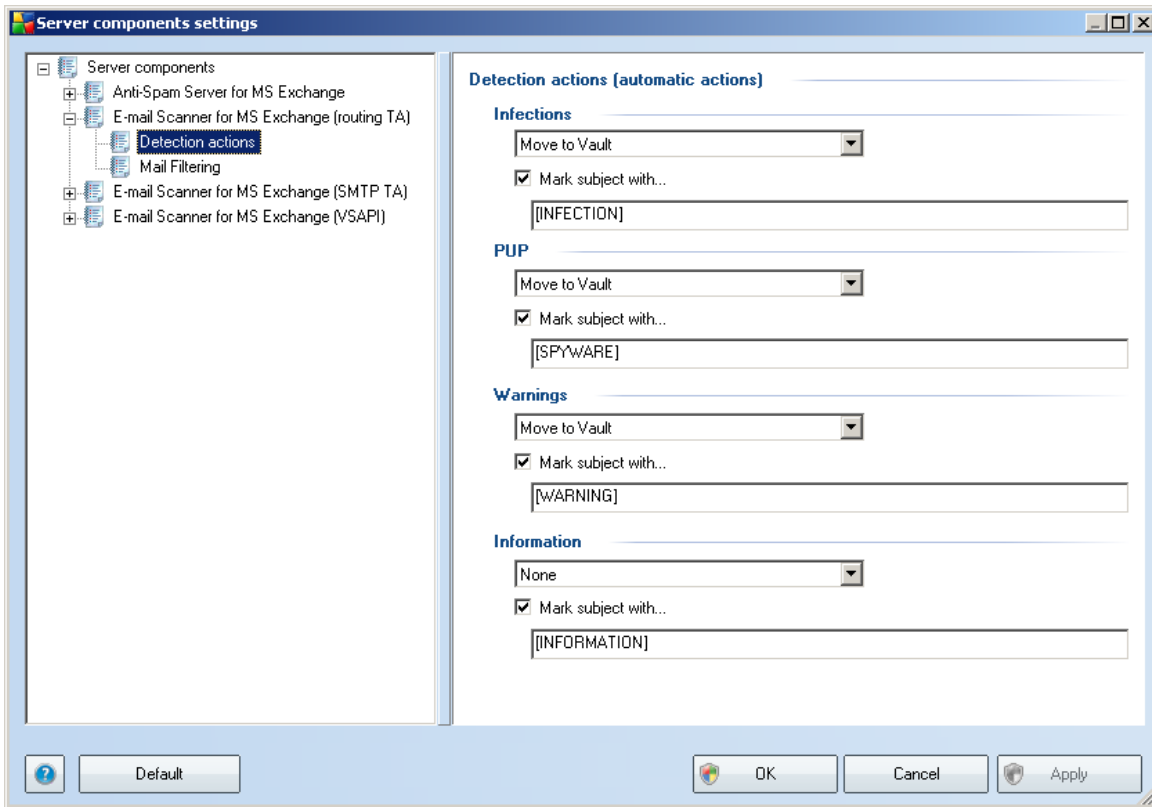 Server components settings
Server components
Anti-Spam Server for MS Exchange
E-mail Scanner for MS Exchange (routing TA)
Detection actions
Mail Filtering
E-mail Scanner for MS Exchange (SMTP TA)
E-mail Scanner for MS Exchange (VSAPI)
Detection actions (automatic actions)
Infections
Move to Vault
Mark subject with...
[INFECTION]
PUP
Move to Vault
Mark subject with...
[SPYWARE]
Warnings
Move to Vault
Mark subject with...
[WARNING]
Information
None
Mark subject with...
[INFORMATION]
? Default OK Cancel Apply